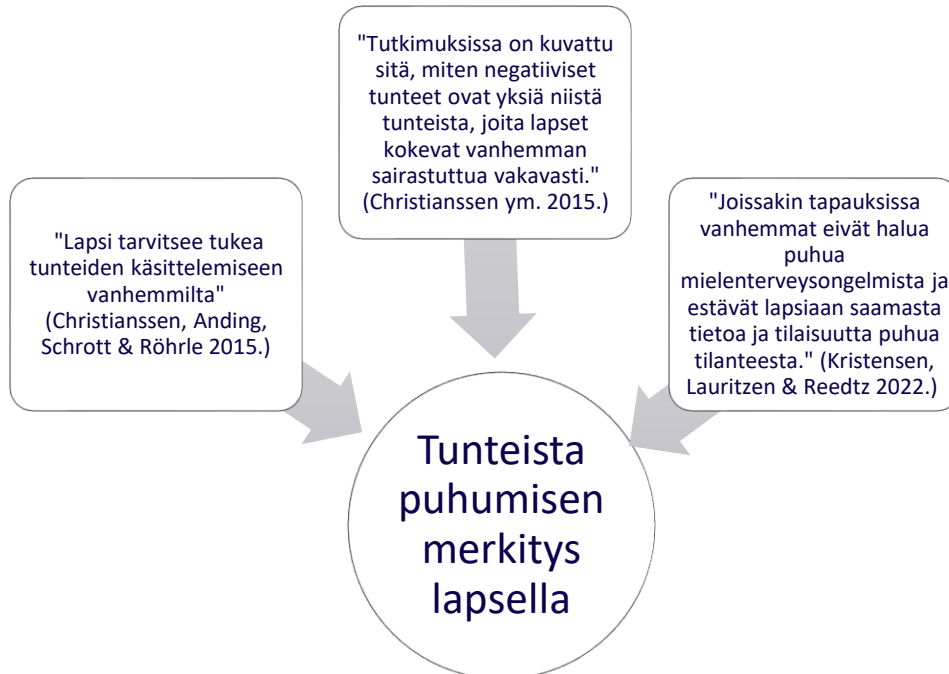 "Tutkimuksissa on kuvattu
sitä, miten negatiiviset
tunteet ovat yksiä niistä
tunteista, joita lapset
kokevat vanhemman
sairastuttua vakavasti."
(Christianssen ym. 2015.)
"Lapsi tarvitsee tukea
tunteiden käsittelemiseen
vanhemmilta"
(Christianssen, Anding,
Schrott & Röhrle 2015.)
"Joissakin tapauksissa
vanhemmat eivät halua
puhua
mielenterveysongelmista ja
estävät lapsiaan saamasta
tietoa ja tilaisuutta puhua
tilanteesta." (Kristensen,
Lauritzen & Reedtz 2022.)
Tunteista
puhumisen
merkitys
lapsella